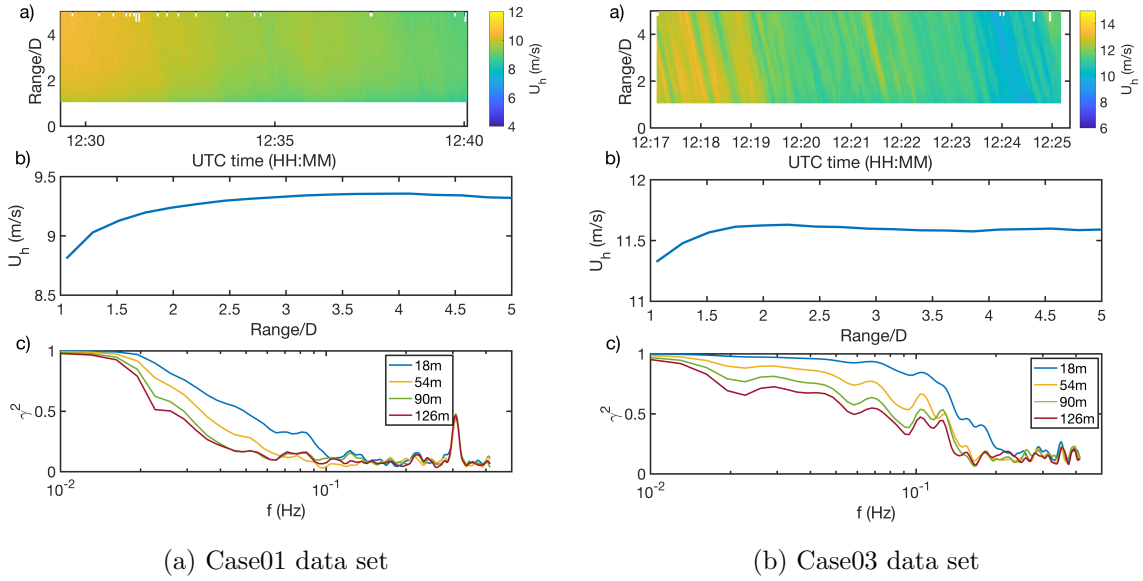 a)
Range/D
4
2
0
12:30
12:35
12:40
UTC time (HH:MM)
12
10
8
6
4
U_h (m/s)
b)
U_h (m/s)
9.5
9
8.5
1
1.5
2
2.5
3
3.5
4
4.5
5
Range/D
c)
γ^2
1
0.5
0
18m
54m
90m
126m
10^-2
10^-1
f (Hz)
(a) Case01 data set
a)
Range/D
4
2
0
12:17
12:18
12:19
12:20
12:21
12:22
12:23
12:24
12:25
UTC time (HH:MM)
14
12
10
8
6
U_h (m/s)
b)
U_h (m/s)
12
11.5
11
1
1.5
2
2.5
3
3.5
4
4.5
5
Range/D
c)
γ^2
1
0.5
0
18m
54m
90m
126m
10^-2
10^-1
f (Hz)
(b) Case03 data set